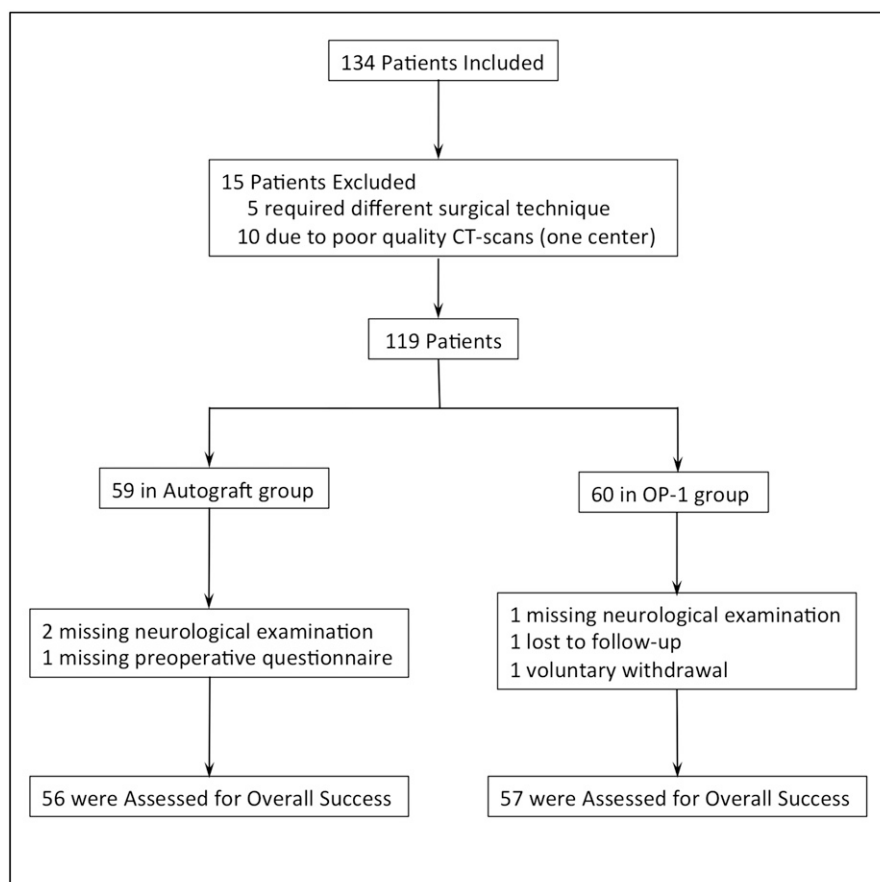 134 Patients Included
15 Patients Excluded
5 required different surgical technique
10 due to poor quality CT-scans (one center)
119 Patients
59 in Autograft group
60 in OP-1 group
2 missing neurological examination
1 missing preoperative questionnaire
1 missing neurological examination
1 lost to follow-up
1 voluntary withdrawal
56 were Assessed for Overall Success
57 were Assessed for Overall Success